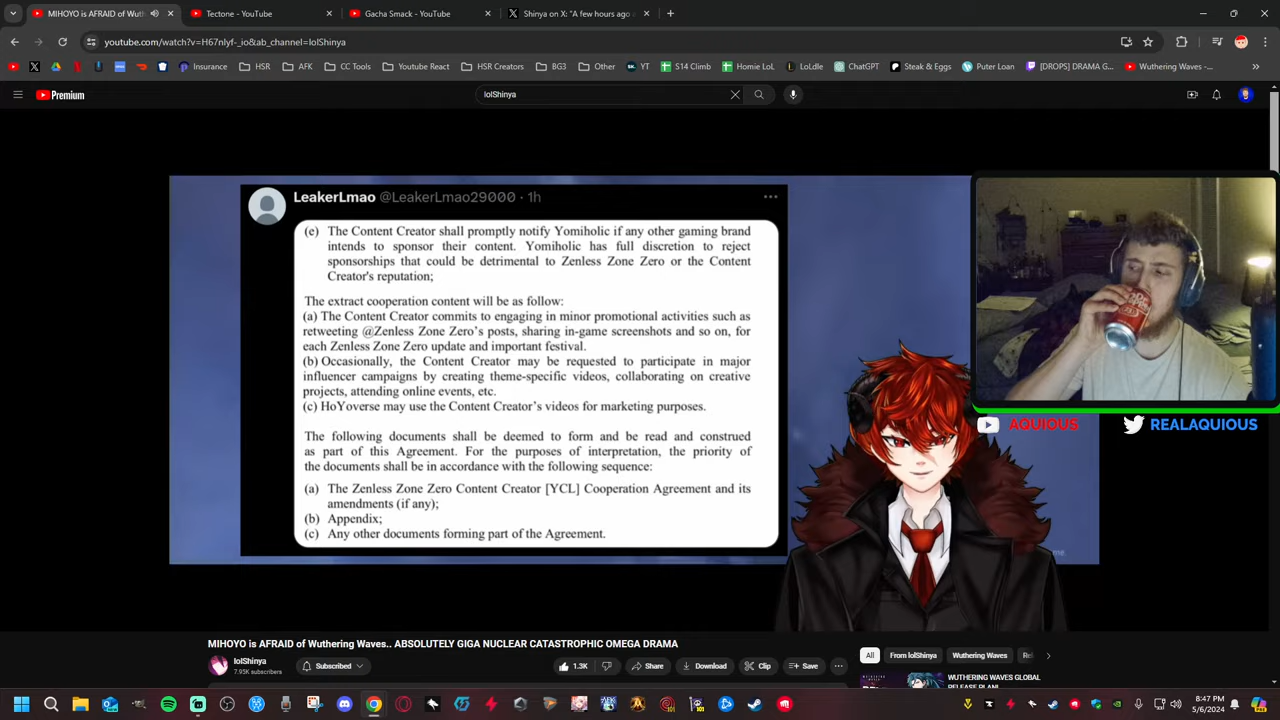 MIHOYO is AFRAID of Wuth
Tectone - YouTube
Gacha Smack - YouTube
Shinya on X: "A few hours ago
youtube.com/watch?v=H67nlyf-_io&ab_channel=lolShinya
Insurance
HSR
AFK
CC Tools
Youtube React
HSR Creators
BG3
Other
YK
S14 Climb
Homie LoL
LoLdle
ChatGPT
Steak & Eggs
Puter Loan
[DROPS] DRAMA G...
Wuthering Waves –...
Premium
lolShinya
LeakerLmao @LeakerLmao29000 · 1h
(e) The Content Creator shall promptly notify Yomiholic if any other gaming brand
intends to sponsor their content. Yomiholic has full discretion to reject
sponsorships that could be detrimental to Zenless Zone Zero or the Content
Creator's reputation;
The extract cooperation content will be as follow:
(a) The Content Creator commits to engaging in minor promotional activities such as
retweeting @Zenless Zone Zero's posts, sharing in-game screenshots and so on, for
each Zenless Zone Zero update and important festival.
(b) Occasionally, the Content Creator may be requested to participate in major
influencer campaigns by creating theme-specific videos, collaborating on creative
projects, attending online events, etc.
(c) HoYoverse may use the Content Creator's videos for marketing purposes.
The following documents shall be deemed to form and be read and construed
as part of this Agreement. For the purposes of interpretation, the priority of
the documents shall be in accordance with the following sequence:
(a) The Zenless Zone Zero Content Creator [YCL] Cooperation Agreement and its
amendments (if any);
(b) Appendix;
(c) Any other documents forming part of the Agreement.
AQUIOUS
REALAQUIOUS
me.
MIHOYO is AFRAID of Wuthering Waves.. ABSOLUTELY GIGA NUCLEAR CATASTROPHIC OMEGA DRAMA
lolShinya
7.95K subscribers
Subscribed
1.3K
Share
Download
Clip
Save
All
From lolShinya
Wuthering Waves
Re
WUTHERING WAVES GLOBAL
RELEASE PLAN!
8:47 PM
5/6/2024